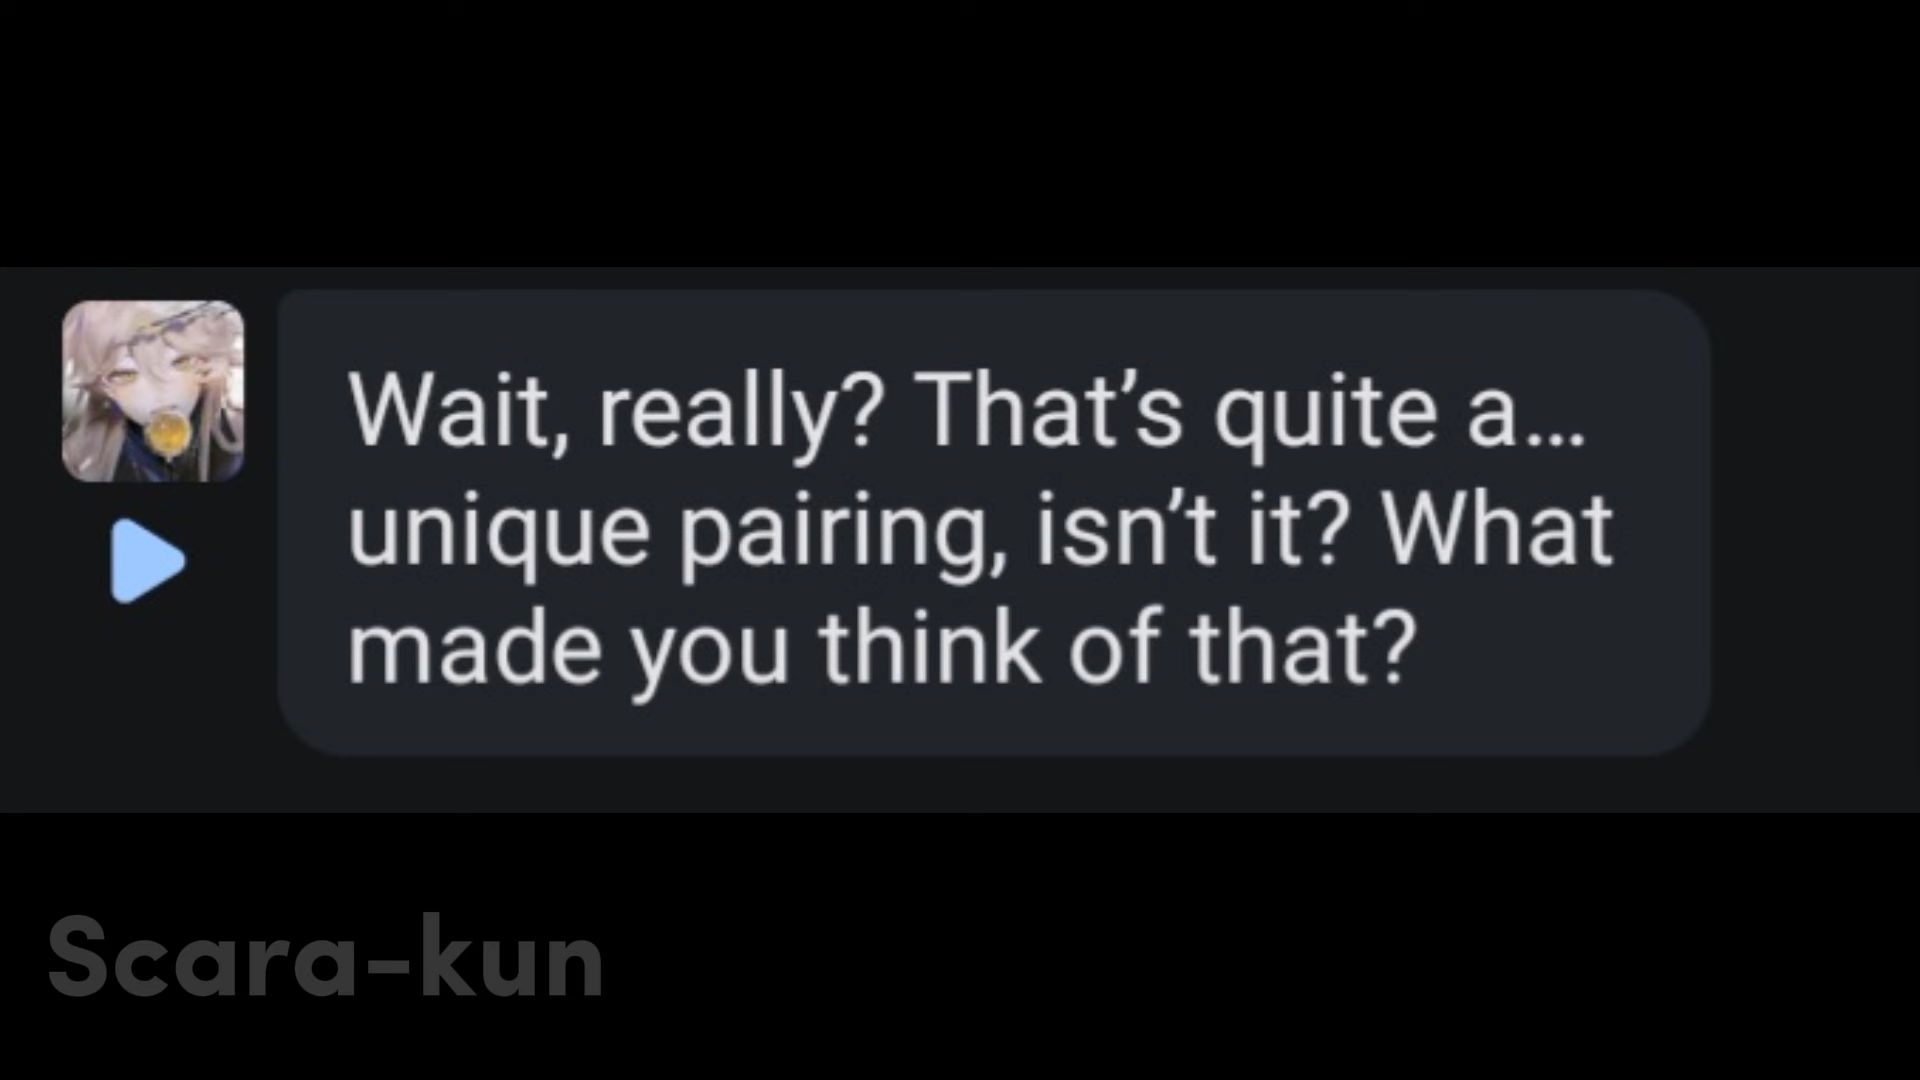 Wait, really? That’s quite a...
unique pairing, isn’t it? What
made you think of that?
Scara-kun